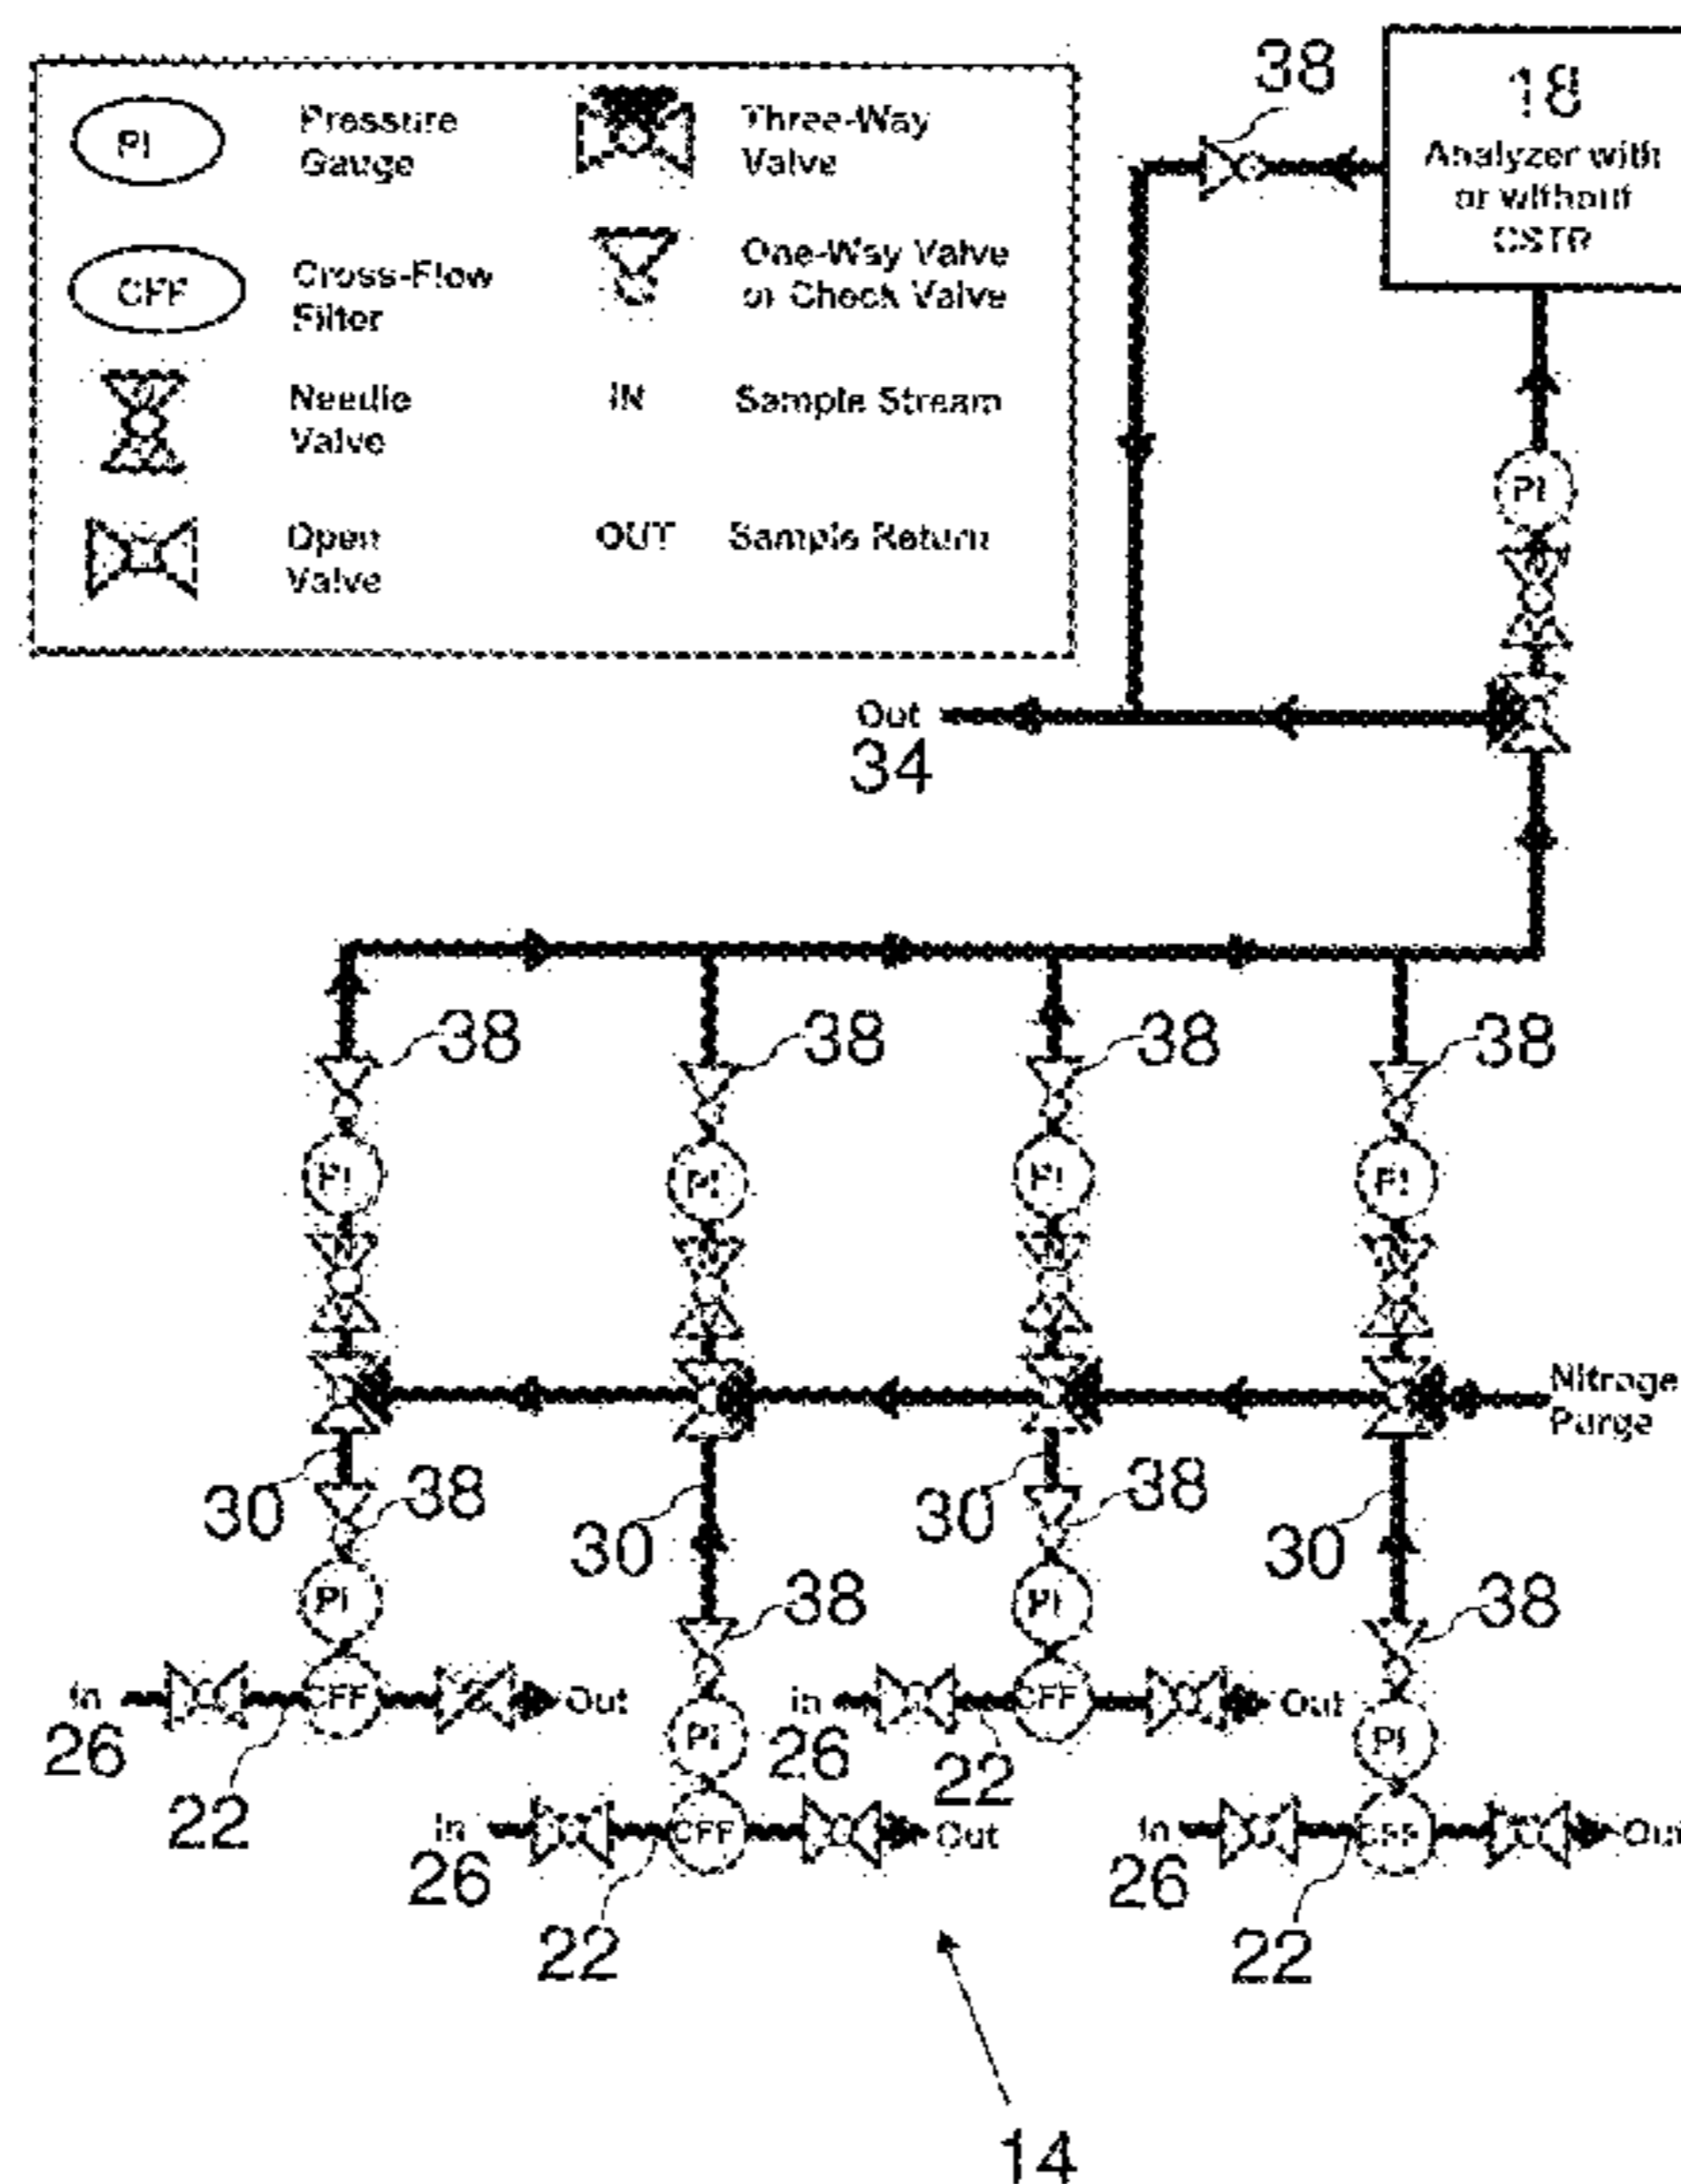 PI Pressure Gauge
Three-Way Valve
CFF Cross-Flow Filter
One-Way Valve or Check Valve
Needle Valve
IN Sample Stream
Open Valve
OUT Sample Return
38
18
Analyzer with
or without
CSTR
PI
Out
34
38 38 38 38
PI PI PI PI
Nitroge
Purge
30 38 30 30 38 30
PI PI
38 38
In CFF Out In CFF Out
26 22 26 22
PI PI
In CFF Out In Out
26 22 26 22
14